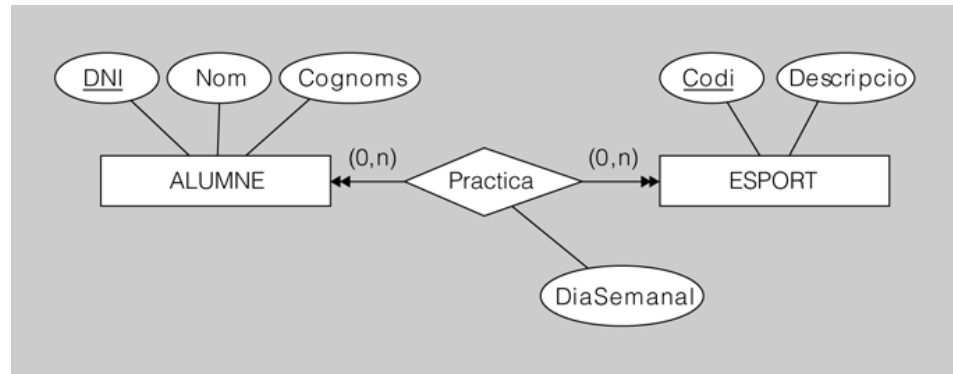 DNI
Nom
Cognoms
Codi
Descripcio
(0,n)
(0,n)
ALUMNE
Practica
ESPORT
DiaSemanal